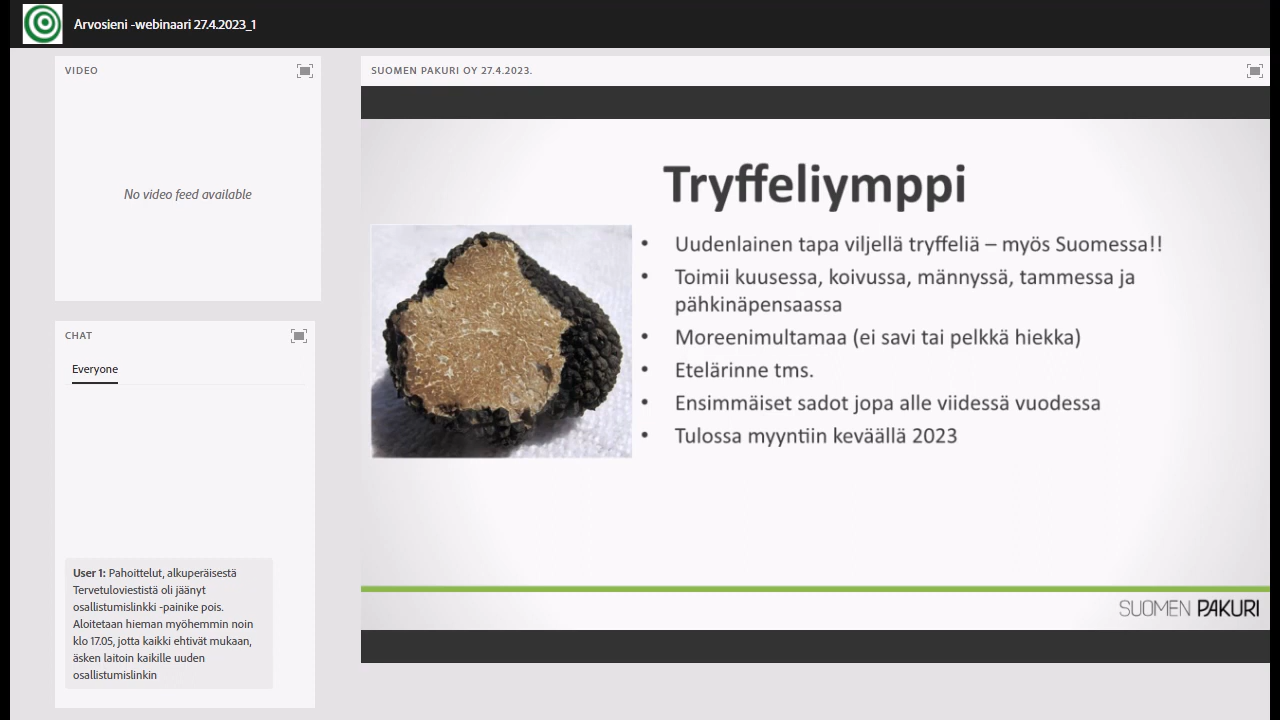 Arvosieni -webinaari 27.4.2023_1
VIDEO
No video feed available
CHAT
Everyone
User 1: Pahoittelut, alkuperäisestä
Tervetuloviestistä oli jäänyt
osallistumislinkki -painike pois.
Aloitetaan hieman myöhemmin noin
klo 17.05, jotta kaikki ehtivät mukaan,
äsken laitoin kaikille uuden
osallistumislinkin
SUOMEN PAKURI OY 27.4.2023.
Tryffeliymppi
• Uudenlainen tapa viljellä tryffeliä – myös Suomessa!!
• Toimii kuusessa, koivussa, männyssä, tammessa ja
pähkinäpensaassa
• Moreenimultamaa (ei savi tai pelkkä hiekka)
• Etelärinne tms.
• Ensimmäiset sadot jopa alle viidessä vuodessa
• Tulossa myyntiin keväällä 2023
SUOMEN PAKURI